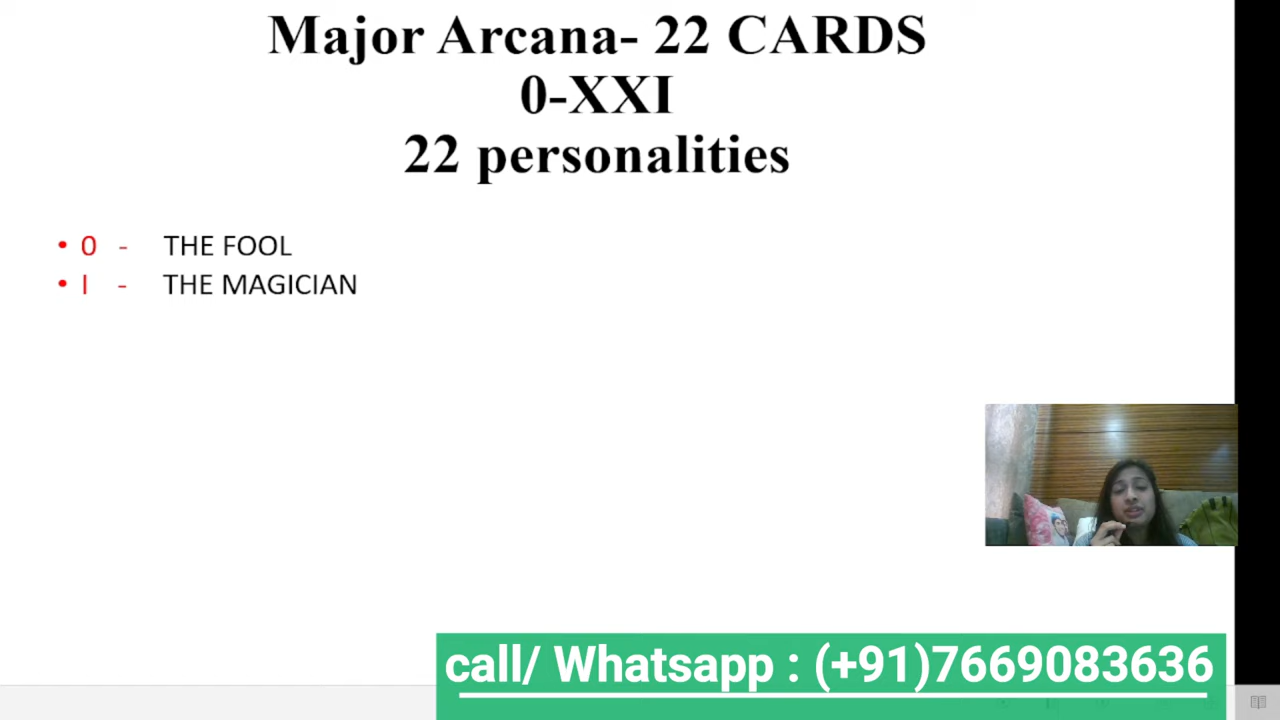 Major Arcana- 22 CARDS
0-XXI
22 personalities
• 0 - THE FOOL
• I - THE MAGICIAN
call/ Whatsapp : (+91)7669083636